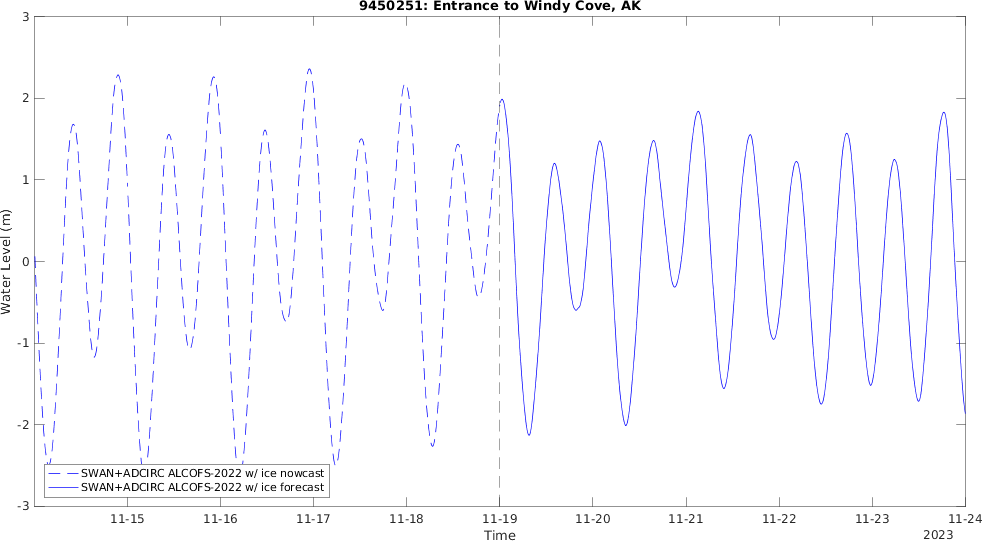 9450251: Entrance to Windy Cove, AK
3
2
1
0
-1
-2
-3
Water Level (m)
SWAN+ADCIRC ALCOFS-2022 w/ ice nowcast
SWAN+ADCIRC ALCOFS-2022 w/ ice forecast
11-15 11-16 11-17 11-18 11-19 11-20 11-21 11-22 11-23 11-24
Time
2023